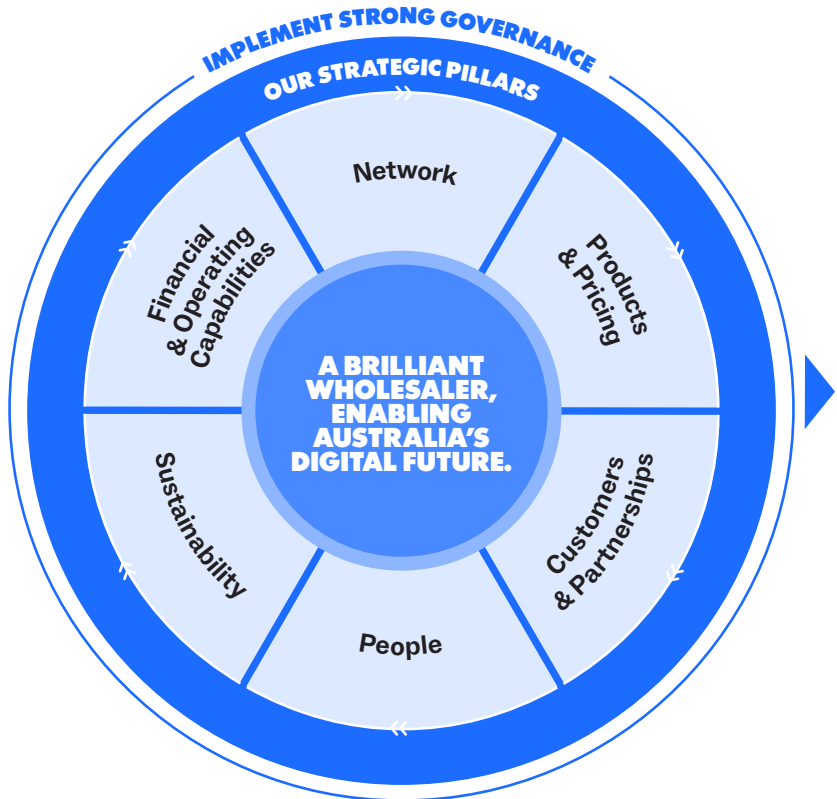 IMPLEMENT STRONG GOVERNANCE
OUR STRATEGIC PILLARS
Network
Products
& Pricing
Customers
& Partnerships
People
Sustainability
Financial
& Operating
Capabilities
A BRILLIANT
WHOLESALER,
ENABLING
AUSTRALIA’S
DIGITAL FUTURE.